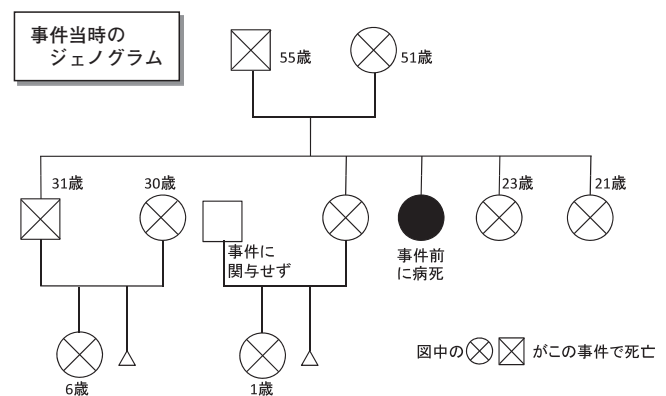 事件当時の
ジェノグラム
55歳
51歳
31歳
30歳
23歳
21歳
事件に
関与せず
事件前
に病死
図中の
がこの事件で死亡
6歳
1歳